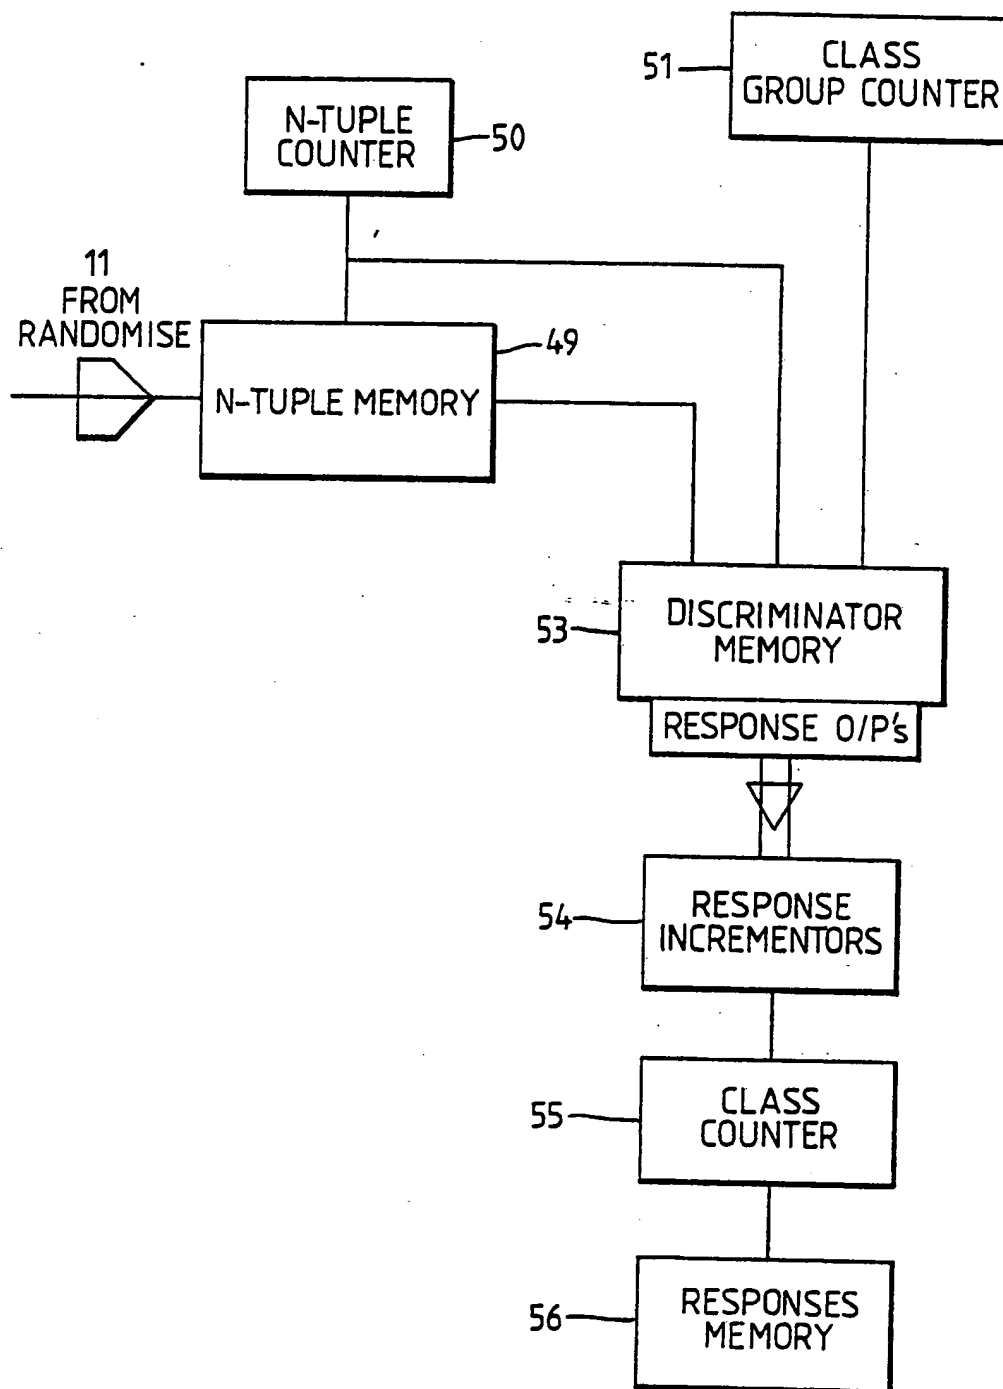 51
CLASS
GROUP COUNTER
N-TUPLE
COUNTER
50
11
FROM
RANDOMISE
49
N-TUPLE MEMORY
53
DISCRIMINATOR
MEMORY
RESPONSE O/P's
54
RESPONSE
INCREMENTORS
55
CLASS
COUNTER
56
RESPONSES
MEMORY